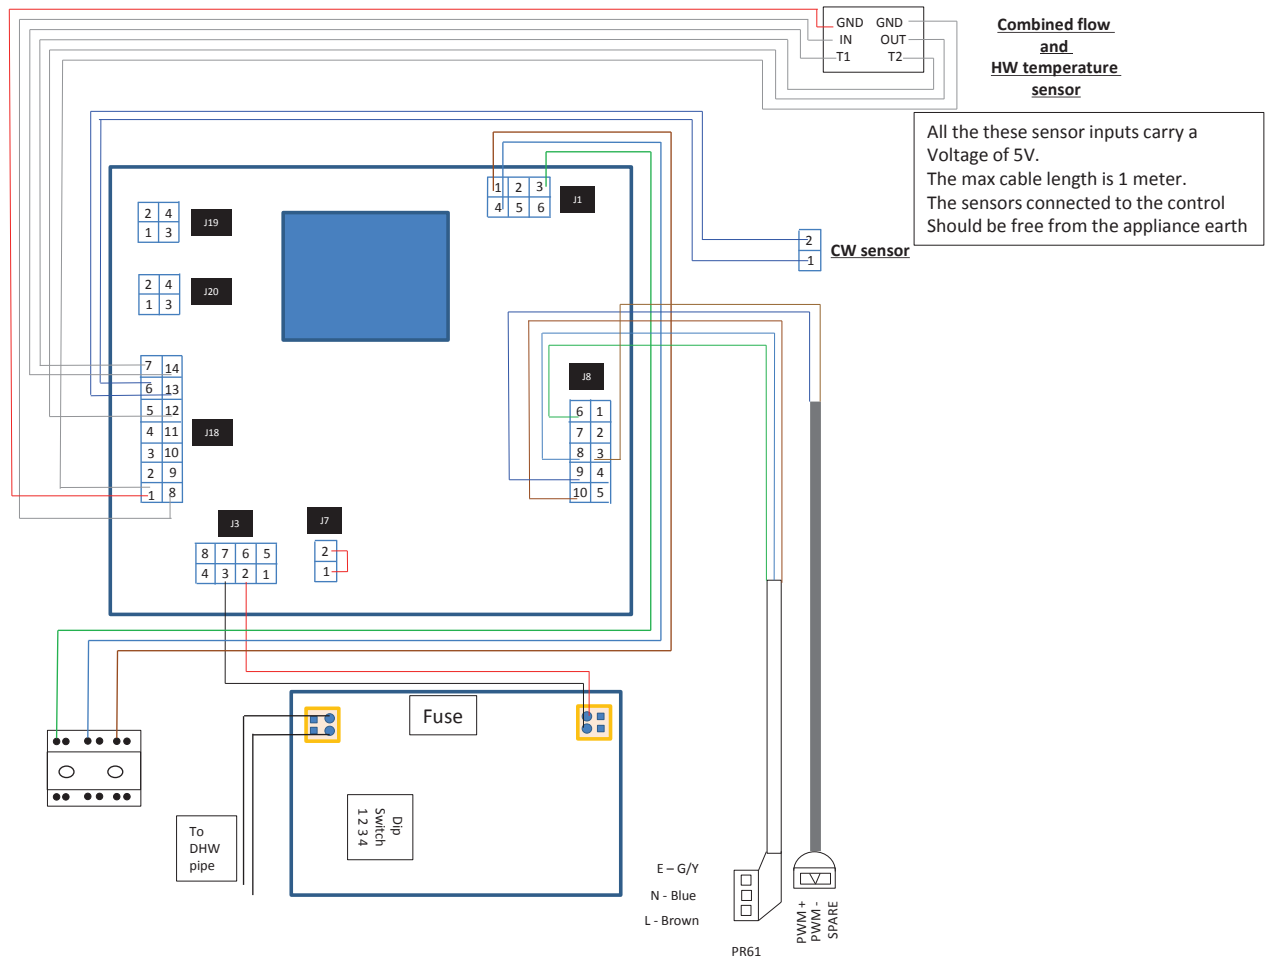 GND GND
IN OUT
T1 T2
Combined flow
and
HW temperature
sensor
All the these sensor inputs carry a
Voltage of 5V.
The max cable length is 1 meter.
The sensors connected to the control
Should be free from the appliance earth
1 2 3
4 5 6
J1
2 4
1 3
J19
2
1
CW sensor
2 4
1 3
J20
7 14
6 13
5 12
4 11
3 10
2 9
1 8
J18
J8
6 1
7 2
8 3
9 4
10 5
J3
8 7 6 5
4 3 2 1
J7
2
1
Fuse
Dip
Switch
1 2 3 4
To
DHW
pipe
E – G/Y
N - Blue
L - Brown
PR61
PWM +
PWM -
SPARE